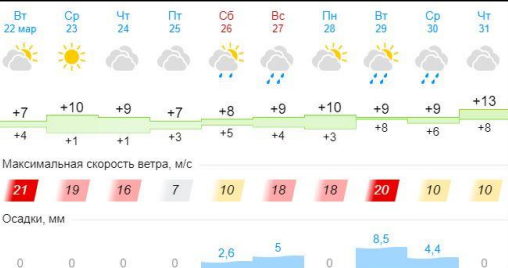 Вт Ср Чт Пт Сб Вс Пн Вт Ср Чт
22 мар 23 24 25 26 27 28 29 30 31
+7 +10 +9 +7 +8 +9 +10 +9 +9 +13
+4 +1 +1 +3 +5 +4 +3 +8 +6 +8
Максимальная скорость ветра, м/с
21 19 16 7 10 18 18 20 10 10
Осадки, мм
0 0 0 0 2,6 5 0 8,5 4,4 0